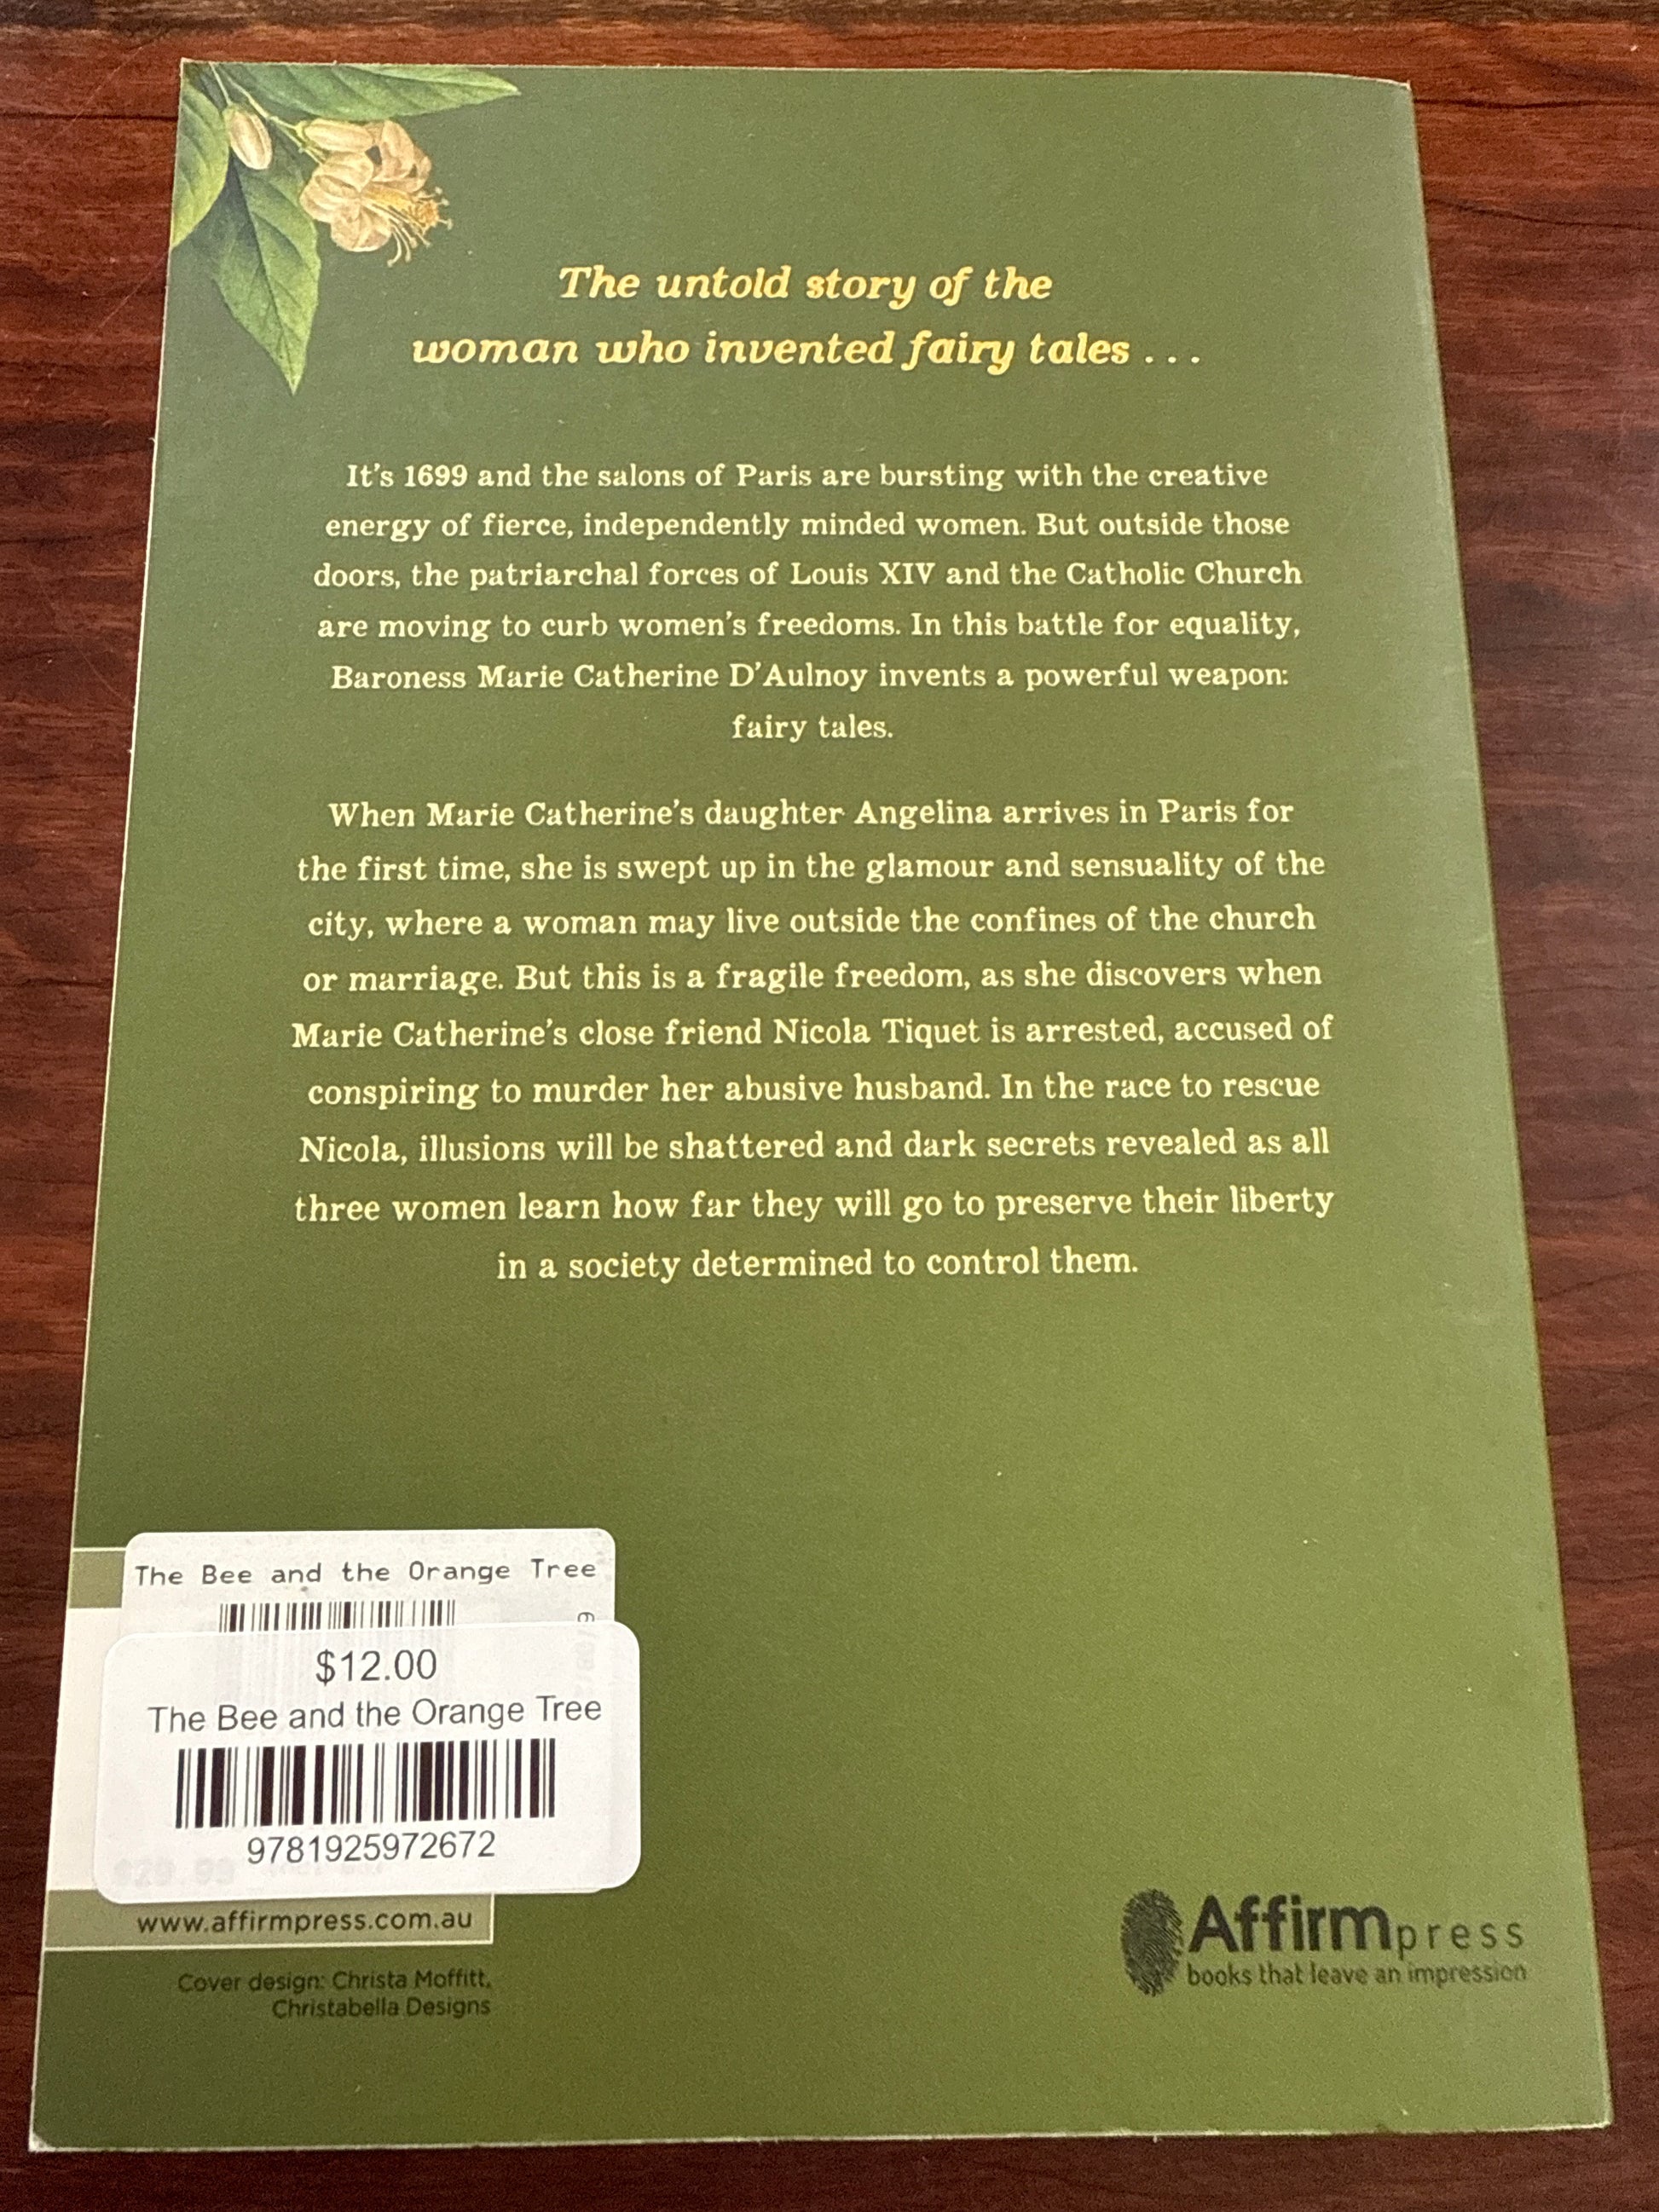 The untold story of the
woman who invented fairy tales . . .
It's 1699 and the salons of Paris are bursting with the creative
energy of fierce, independently minded women. But outside those
doors, the patriarchal forces of Louis XIV and the Catholic Church
are moving to curb women's freedoms. In this battle for equality,
Baroness Marie Catherine D'Aulnoy invents a powerful weapon:
fairy tales.
When Marie Catherine's daughter Angelina arrives in Paris for
the first time, she is swept up in the glamour and sensuality of the
city, where a woman may live outside the confines of the church
or marriage. But this is a fragile freedom, as she discovers when
Marie Catherine's close friend Nicola Tiquet is arrested, accused of
conspiring to murder her abusive husband. In the race to rescue
Nicola, illusions will be shattered and dark secrets revealed as all
three women learn how far they will go to preserve their liberty
in a society determined to control them.
The Bee and the Orange Tree
$12.00
The Bee and the Orange Tree
9781925972672
$29.99
www.affirmpress.com.au
Cover design: Christa Moffitt,
Christabella Designs
Affirmpress
books that leave an impression